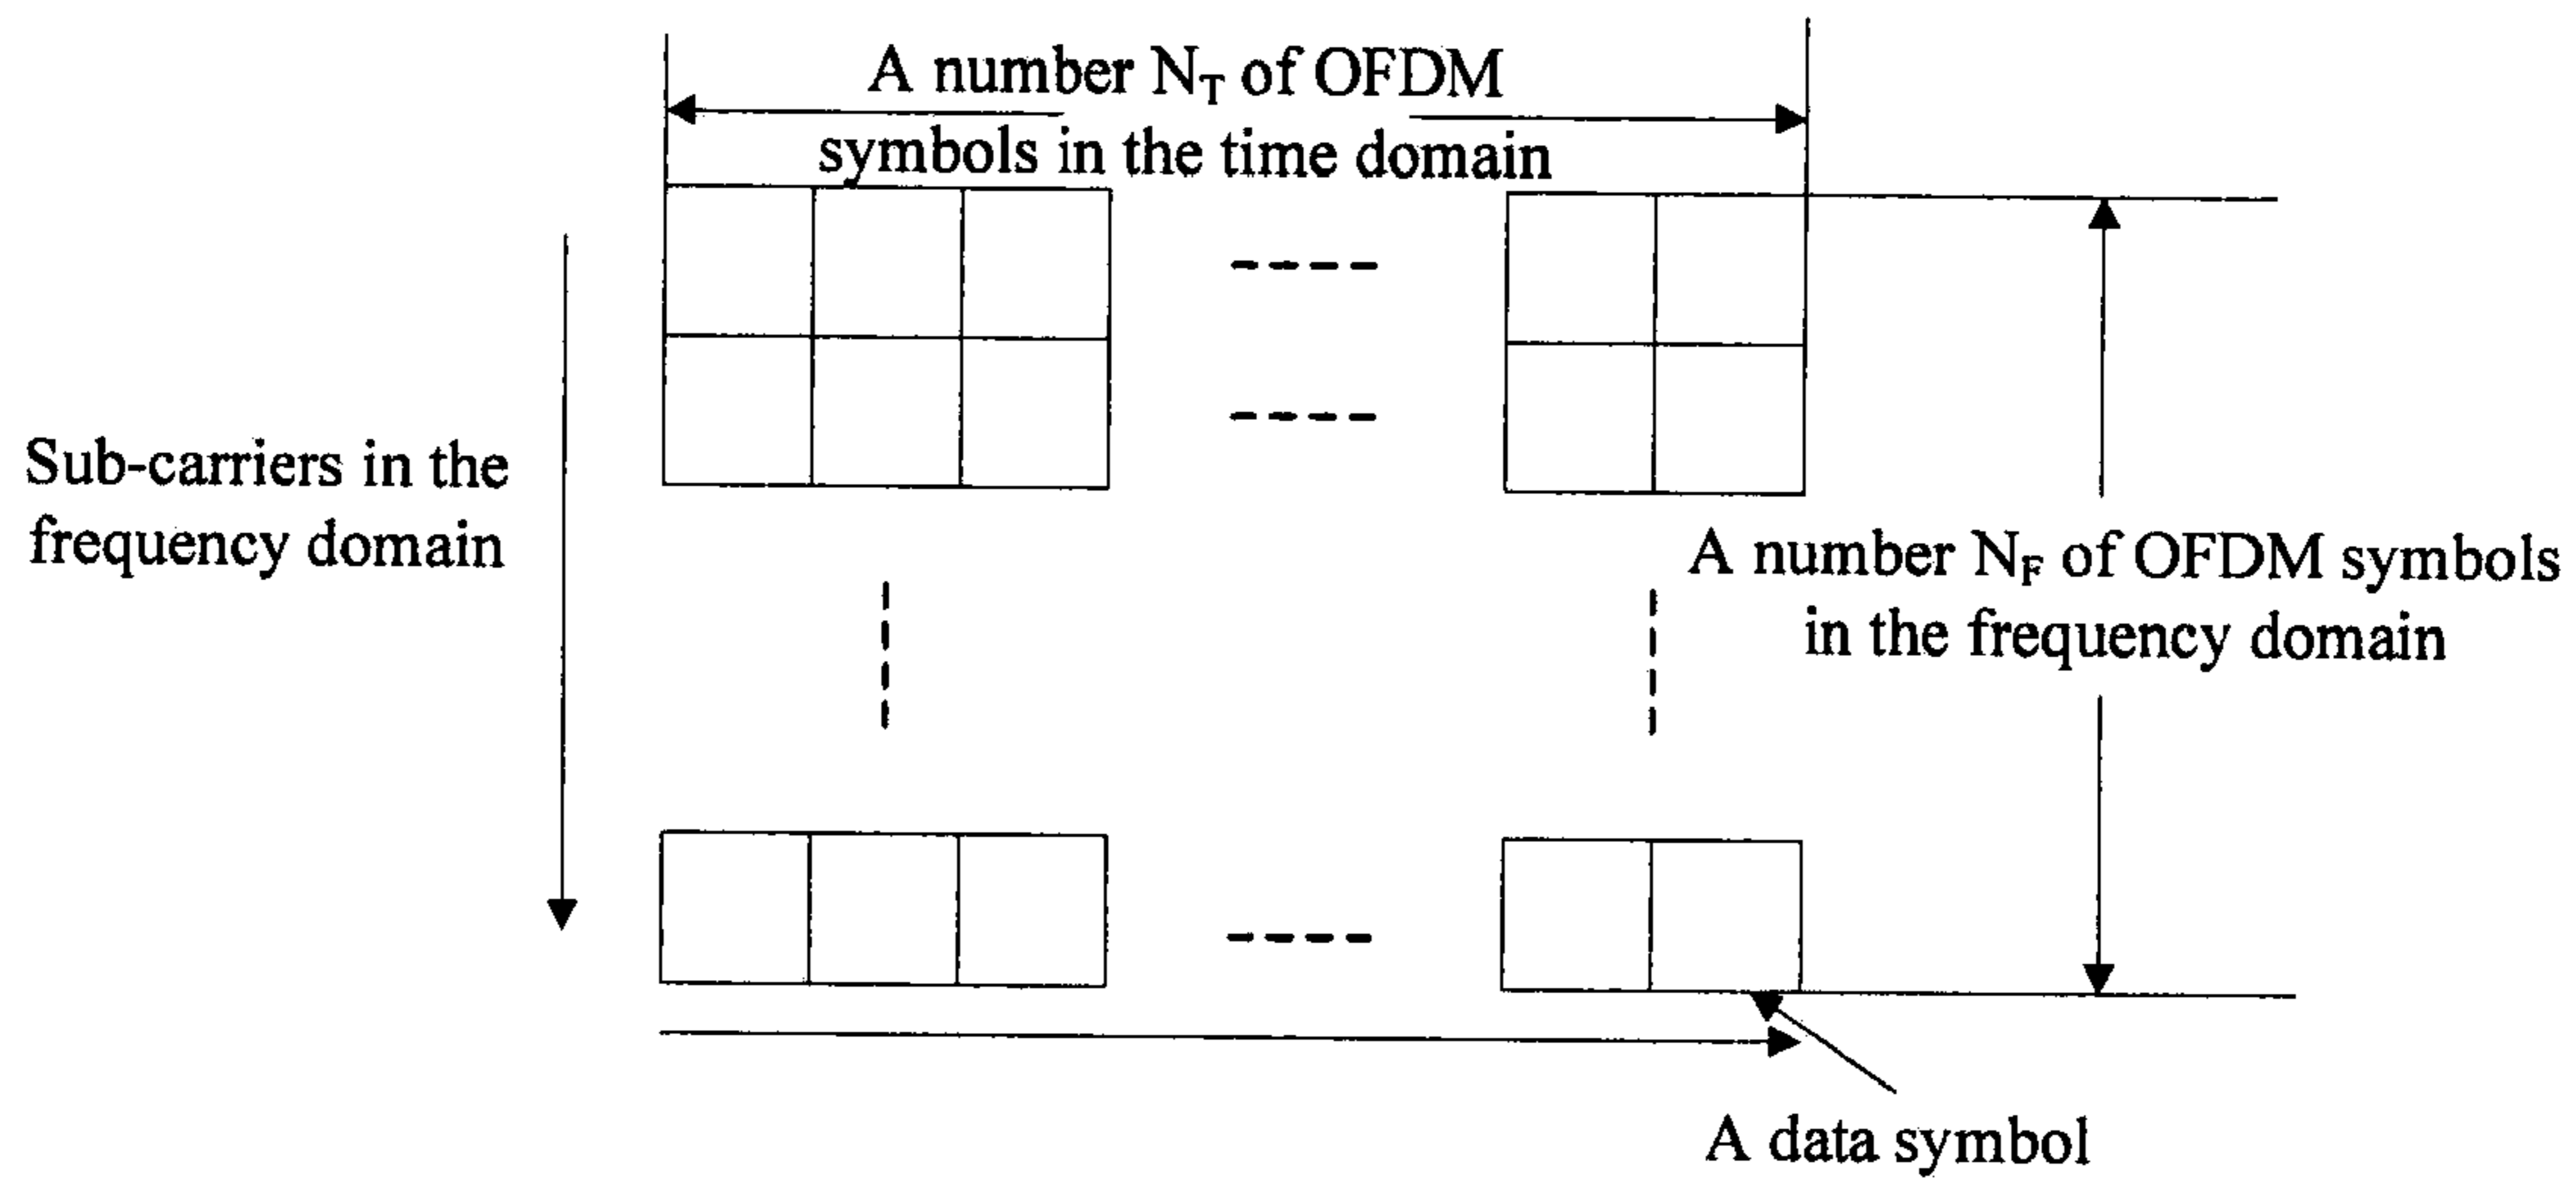 A number N_T of OFDM
symbols in the time domain
Sub-carriers in the
frequency domain
A number N_F of OFDM symbols
in the frequency domain
A data symbol